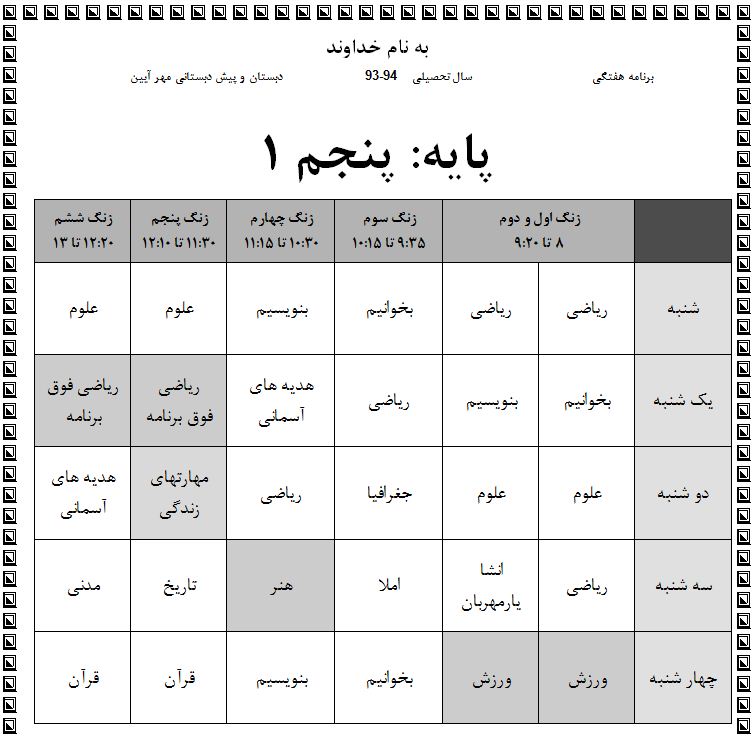 به نام خداوند
برنامه هفتگی سال تحصیلی 93-94 دبستان و پیش دبستانی مهر آیین
پایه: پنجم ۱
زنگ اول و دوم زنگ سوم زنگ چهارم زنگ پنجم زنگ ششم
۸ تا ۹:۲۰ ۹:۳۵ تا ۱۰:۱۵ ۱۰:۳۰ تا ۱۱:۱۵ ۱۱:۳۰ تا ۱۲:۱۰ ۱۲:۲۰ تا ۱۳
شنبه ریاضی ریاضی بخوانیم بنویسیم علوم علوم
یک شنبه بخوانیم بنویسیم ریاضی هدیه های آسمانی ریاضی فوق برنامه ریاضی فوق برنامه
دو شنبه علوم علوم جغرافیا ریاضی مهارتهای زندگی هدیه های آسمانی
سه شنبه ریاضی انشا یارمهربان املا هنر تاریخ مدنی
چهار شنبه ورزش ورزش بخوانیم بنویسیم قرآن قرآن